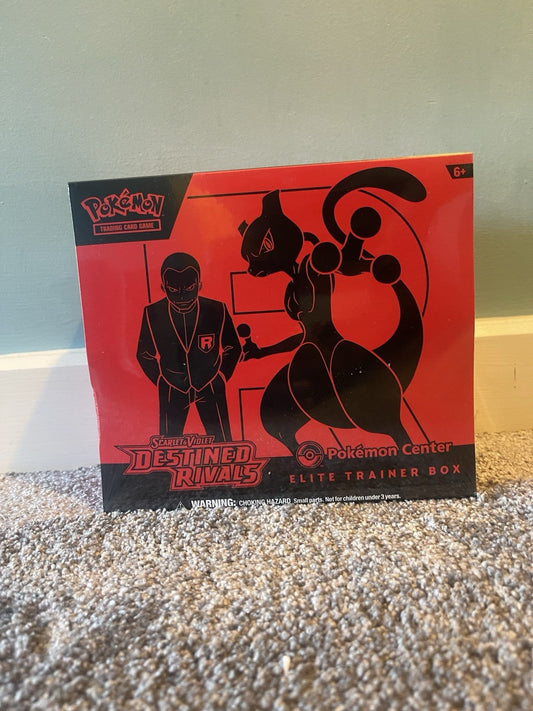 Pokémon
TRADING CARD GAME
6+
R
SCARLET & VIOLET
DESTINED
RIVALS
Pokémon Center
ELITE TRAINER BOX
WARNING: CHOKING HAZARD. Small parts. Not for children under 3 years.